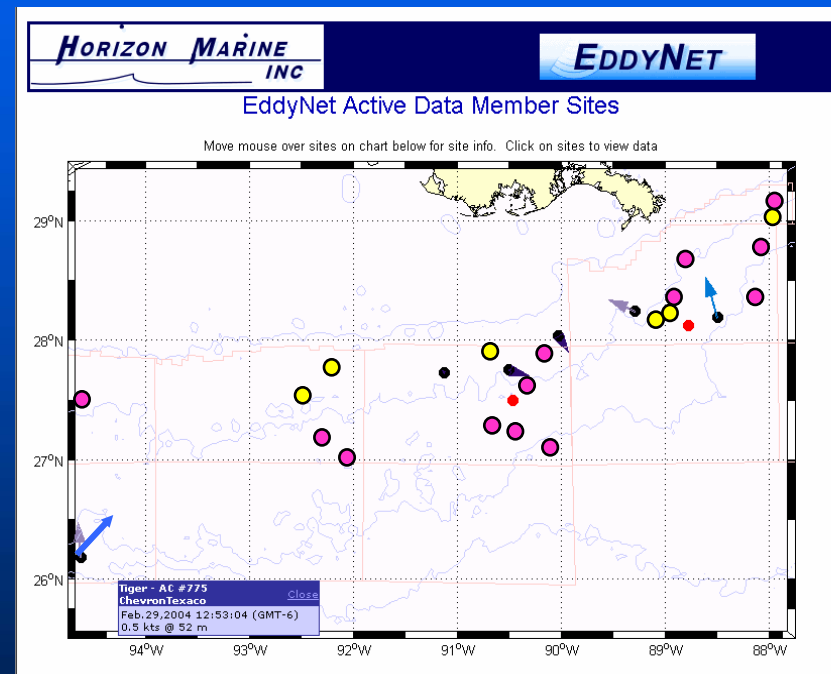 HORIZON MARINE
INC
EDDYNET
EddyNet Active Data Member Sites
Move mouse over sites on chart below for site info. Click on sites to view data
29°N
28°N
27°N
26°N
Tiger - AC #775
ChevronTexaco
Close
Feb.29,2004 12:53:04 (GMT-6)
0.5 kts @ 52 m
94°W 93°W 92°W 91°W 90°W 89°W 88°W